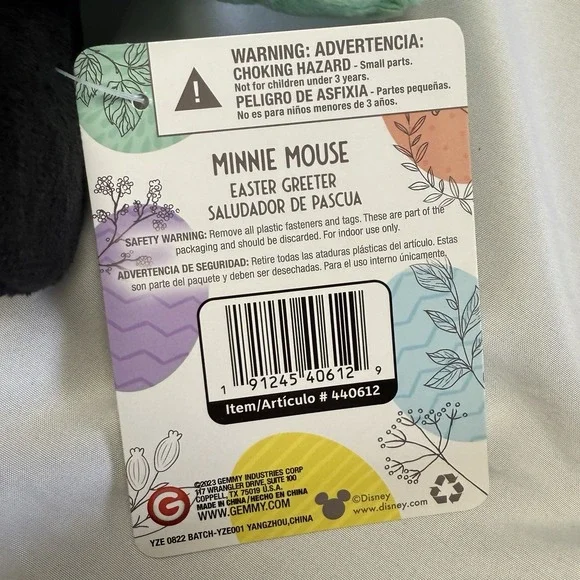 WARNING: ADVERTENCIA:
CHOKING HAZARD - Small parts.
Not for children under 3 years.
PELIGRO DE ASFIXIA - Partes pequeñas.
No es para niños menores de 3 años.
MINNIE MOUSE
EASTER GREETER
SALUDADOR DE PASCUA
SAFETY WARNING: Remove all plastic fasteners and tags. These are part of the
packaging and should be discarded. For indoor use only.
ADVERTENCIA DE SEGURIDAD: Retire todas las ataduras plásticas del artículo. Estas
son parte del paquete y deben ser desechadas. Para el uso interno únicamente.
1 91245 40612 9
Item/Artículo # 440612
©2023 GEMMY INDUSTRIES CORP
117 WRANGLER DRIVE, SUITE 100
COPPELL, TX 75019 U.S.A.
MADE IN CHINA/HECHO EN CHINA
WWW.GEMMY.COM
G
©Disney
www.disney.com
YZE 0822 BATCH-YZE001 YANGZHOU,CHINA